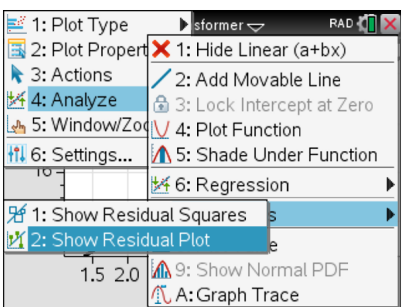 1: Plot Type
sformer
RAD
2: Plot Propert
1: Hide Linear (a+bx)
3: Actions
2: Add Movable Line
4: Analyze
3: Lock Intercept at Zero
5: Window/Zoo
4: Plot Function
6: Settings...
5: Shade Under Function
16
6: Regression
1: Show Residual Squares
s
2: Show Residual Plot
e
1.5 2.0
9: Show Normal PDF
A: Graph Trace